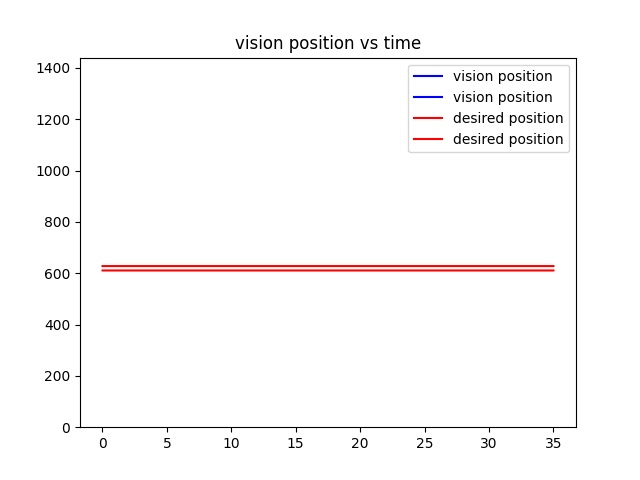 vision position vs time
1400
1200
1000
800
600
400
200
0
vision position
vision position
desired position
desired position
0 5 10 15 20 25 30 35